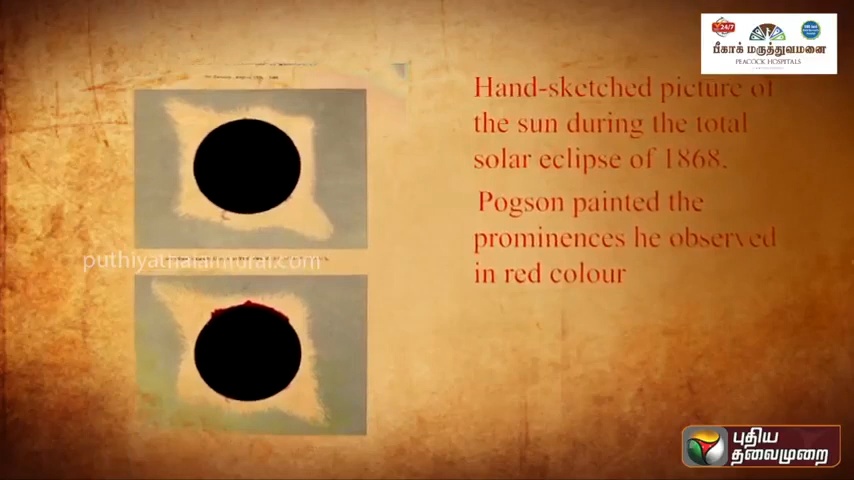 24/7
பீகாக் மருத்துவமனை
PEACOCK HOSPITALS
Hand-sketched picture of
the sun during the total
solar eclipse of 1868.
Pogson painted the
prominences he observed
in red colour
puthiyathalaimurai.com
புதிய
தலைமுறை